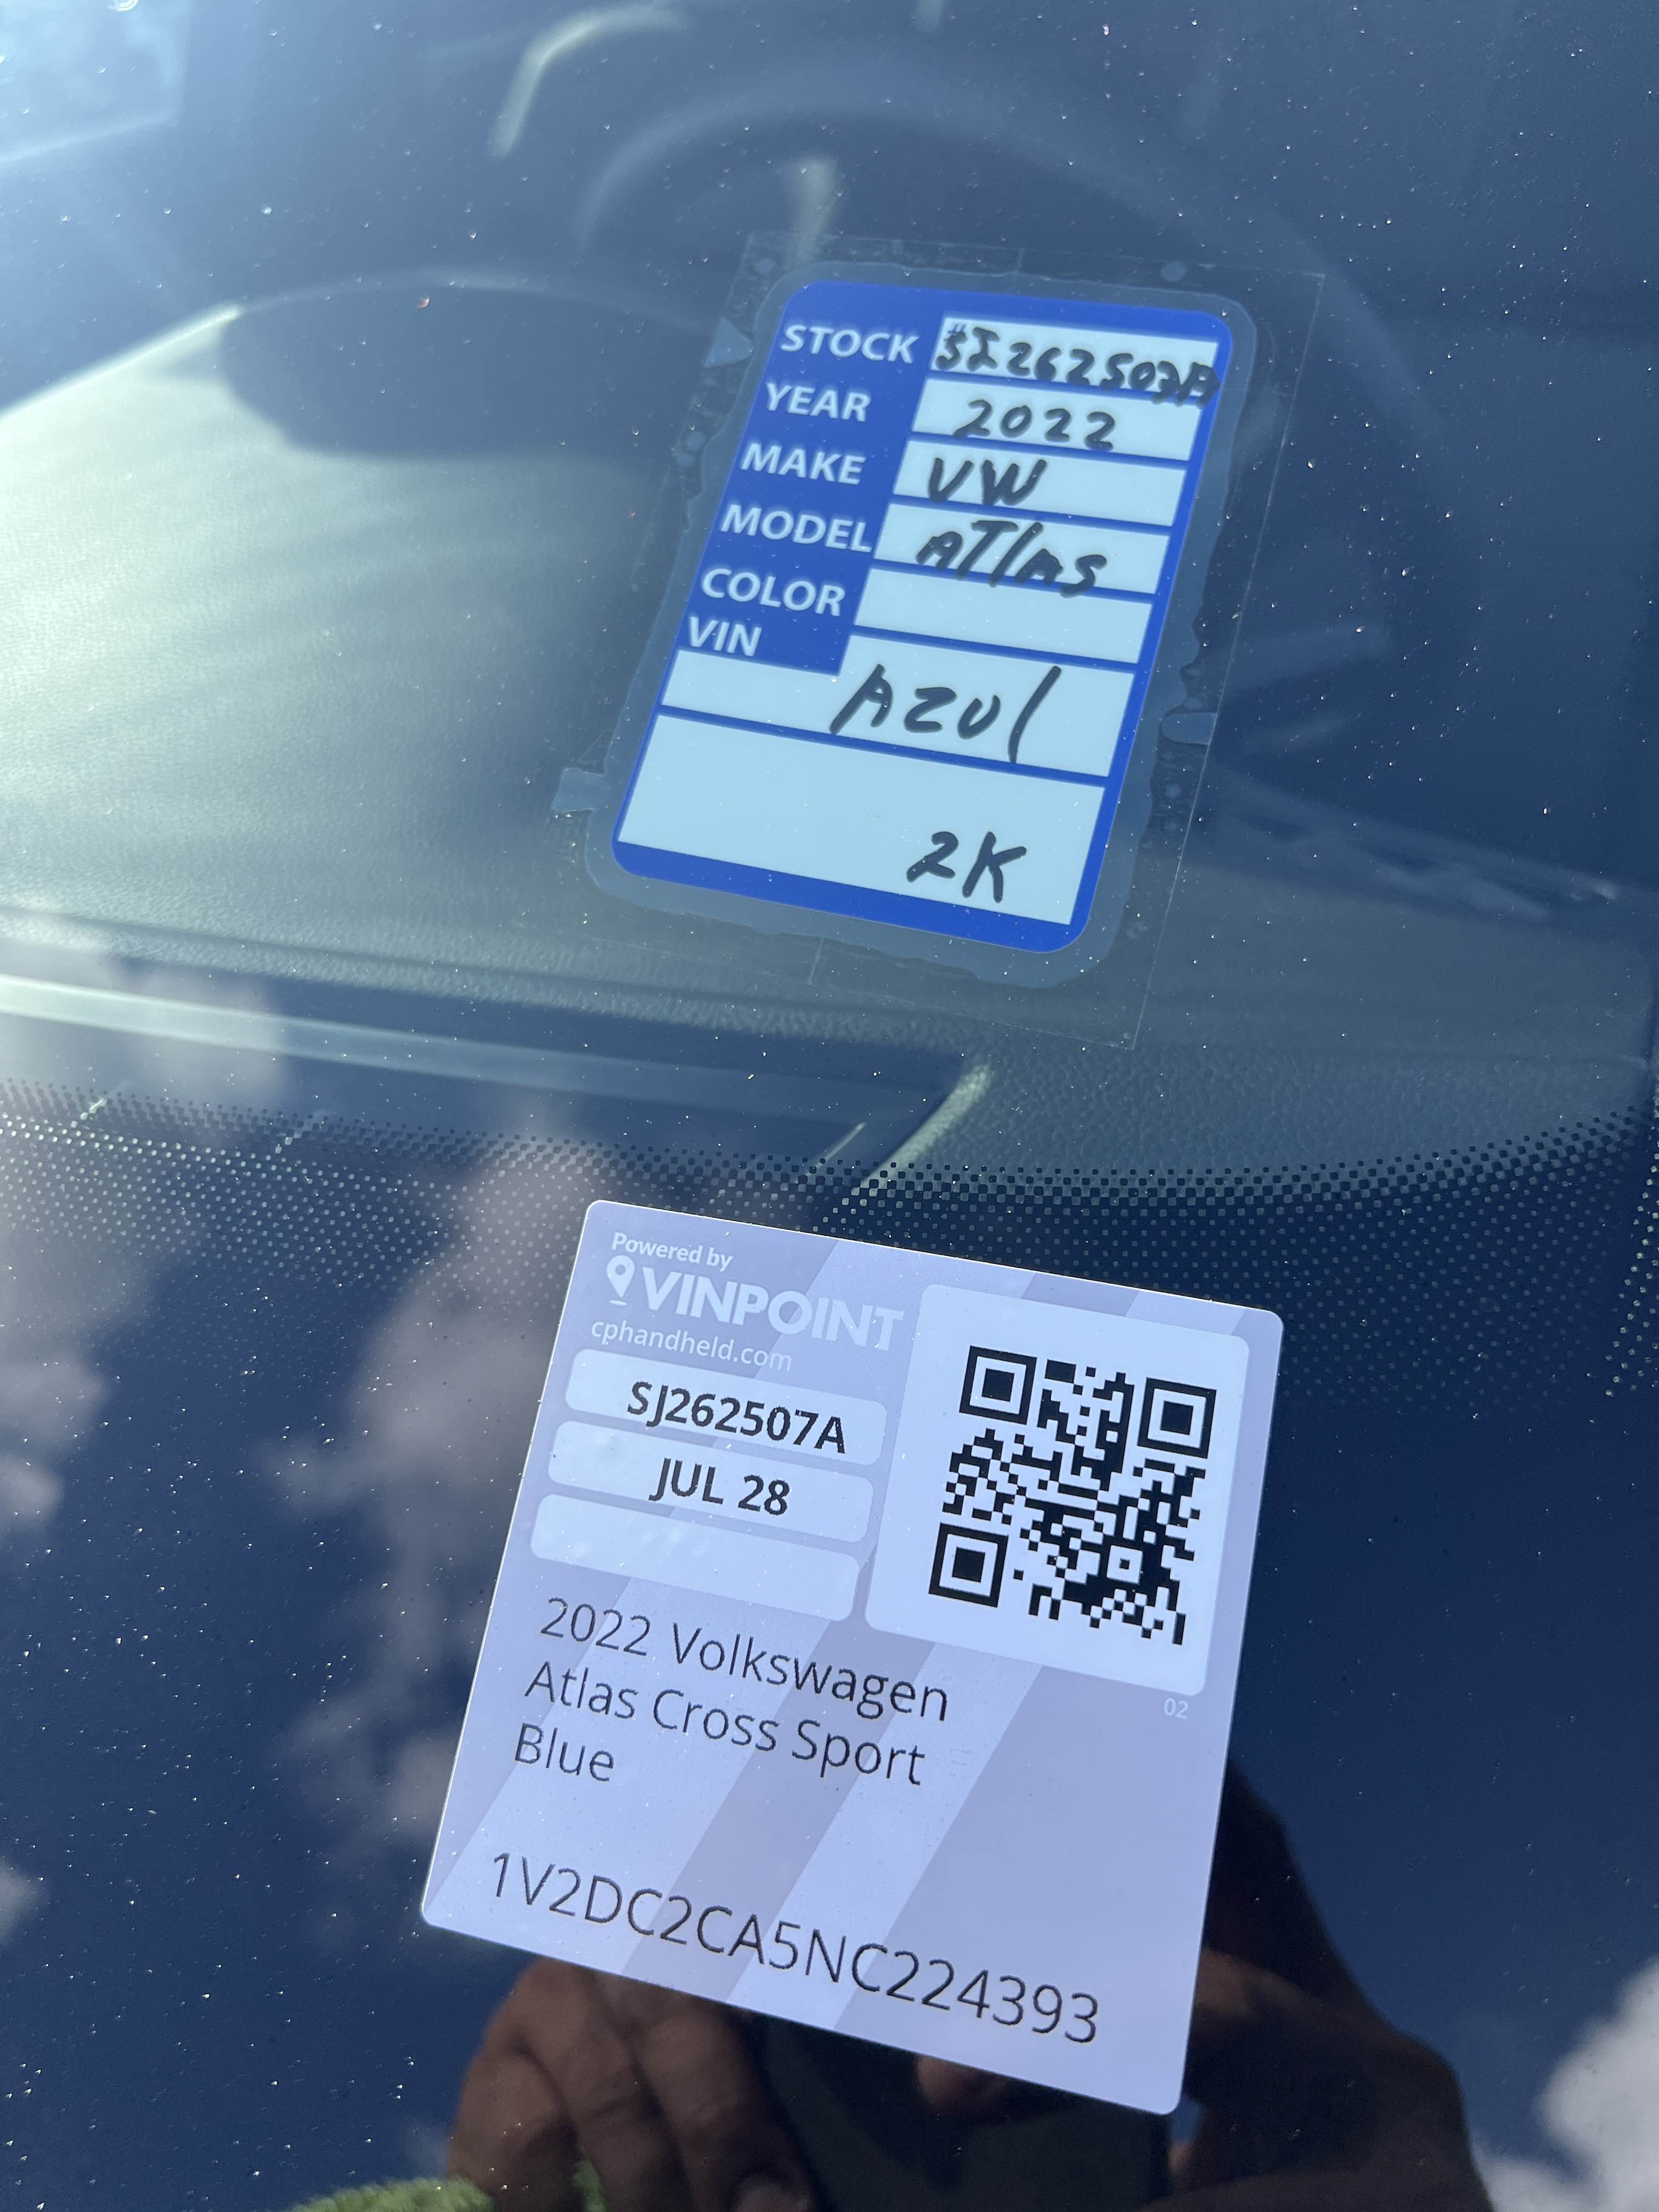 STOCK #SI262507A
YEAR 2022
MAKE VW
MODEL ATlAS
COLOR
VIN
AZUl
2K
Powered by
VINPOINT
cphandheld.com
SJ262507A
JUL 28
02
2022 Volkswagen
Atlas Cross Sport
Blue
1V2DC2CA5NC224393